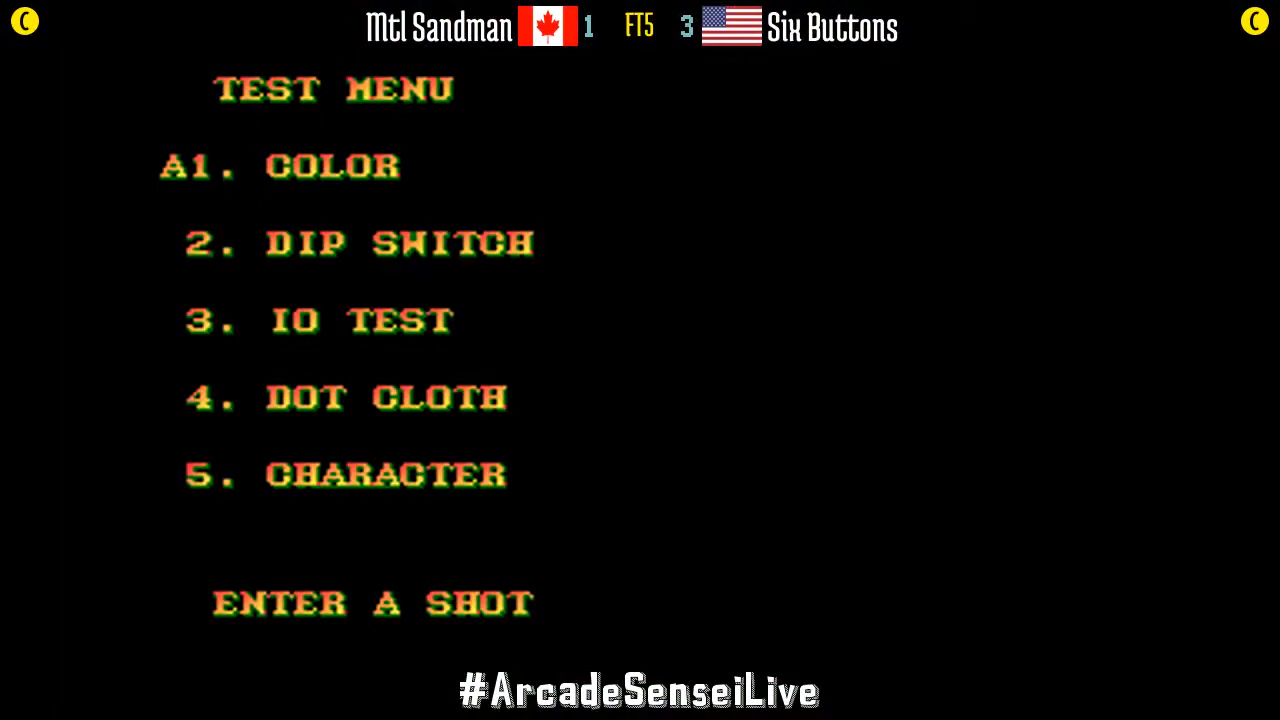 C Mtl Sandman 1 FT5 3 Six Buttons C
TEST MENU
A1. COLOR
2. DIP SWITCH
3. IO TEST
4. DOT CLOTH
5. CHARACTER
ENTER A SHOT
#ArcadeSenseiLive